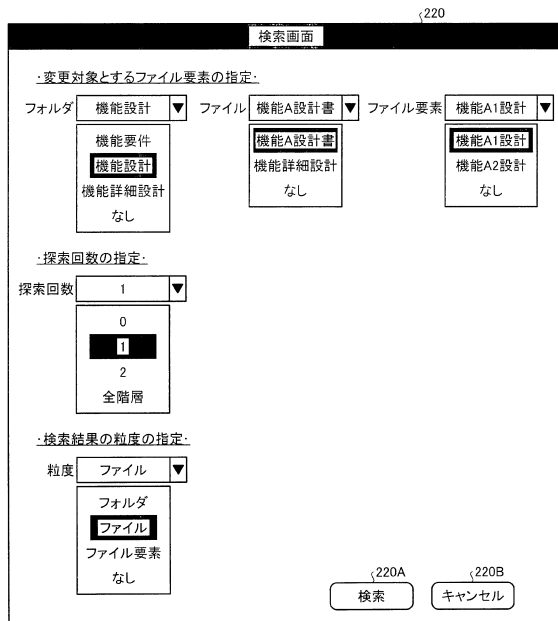 220
検索画面
・変更対象とするファイル要素の指定・
フォルダ 機能設計 ▼ ファイル 機能A設計書 ▼ ファイル要素 機能A1設計 ▼
機能要件 機能A設計書 機能A1設計
機能設計 機能詳細設計 機能A2設計
機能詳細設計 なし なし
なし
・探索回数の指定・
探索回数 1 ▼
0
1
2
全階層
・検索結果の粒度の指定・
粒度 ファイル ▼
フォルダ
ファイル
ファイル要素
なし
220A 220B
検索 キャンセル